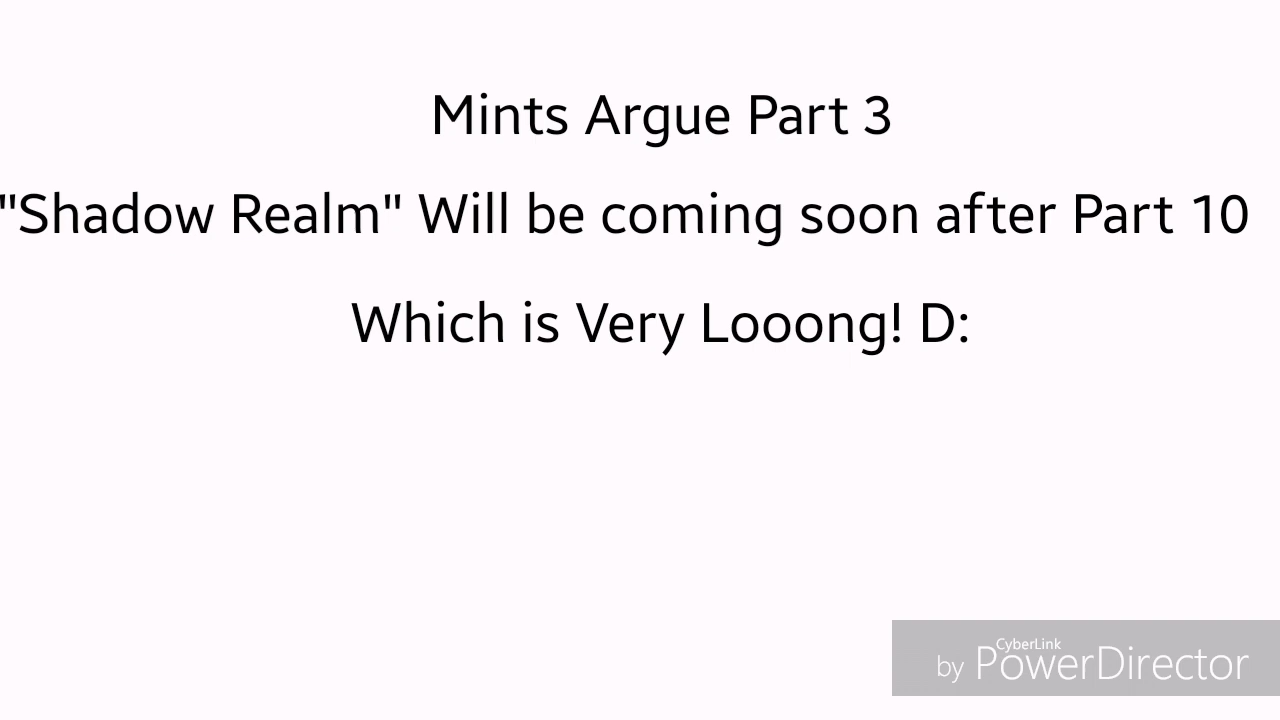 Mints Argue Part 3
"Shadow Realm" Will be coming soon after Part 10
Which is Very Looong! D:
CyberLink
by PowerDirector